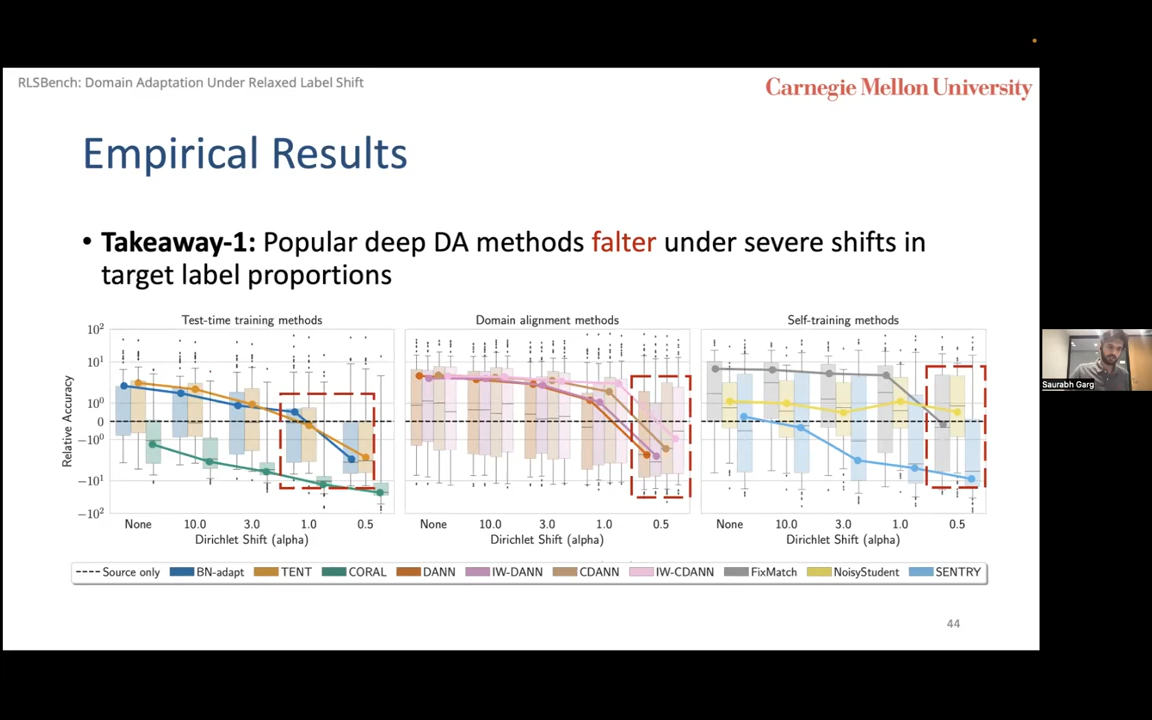 RLSBench: Domain Adaptation Under Relaxed Label Shift
Carnegie Mellon University
Empirical Results
• Takeaway-1: Popular deep DA methods falter under severe shifts in
target label proportions
Test-time training methods
Domain alignment methods
Self-training methods
Relative Accuracy
10²
10¹
10⁰
0
−10⁰
−10¹
−10²
None 10.0 3.0 1.0 0.5
Dirichlet Shift (alpha)
None 10.0 3.0 1.0 0.5
Dirichlet Shift (alpha)
None 10.0 3.0 1.0 0.5
Dirichlet Shift (alpha)
Source only BN-adapt TENT CORAL DANN IW-DANN CDANN IW-CDANN FixMatch NoisyStudent SENTRY
44
Saurabh Garg